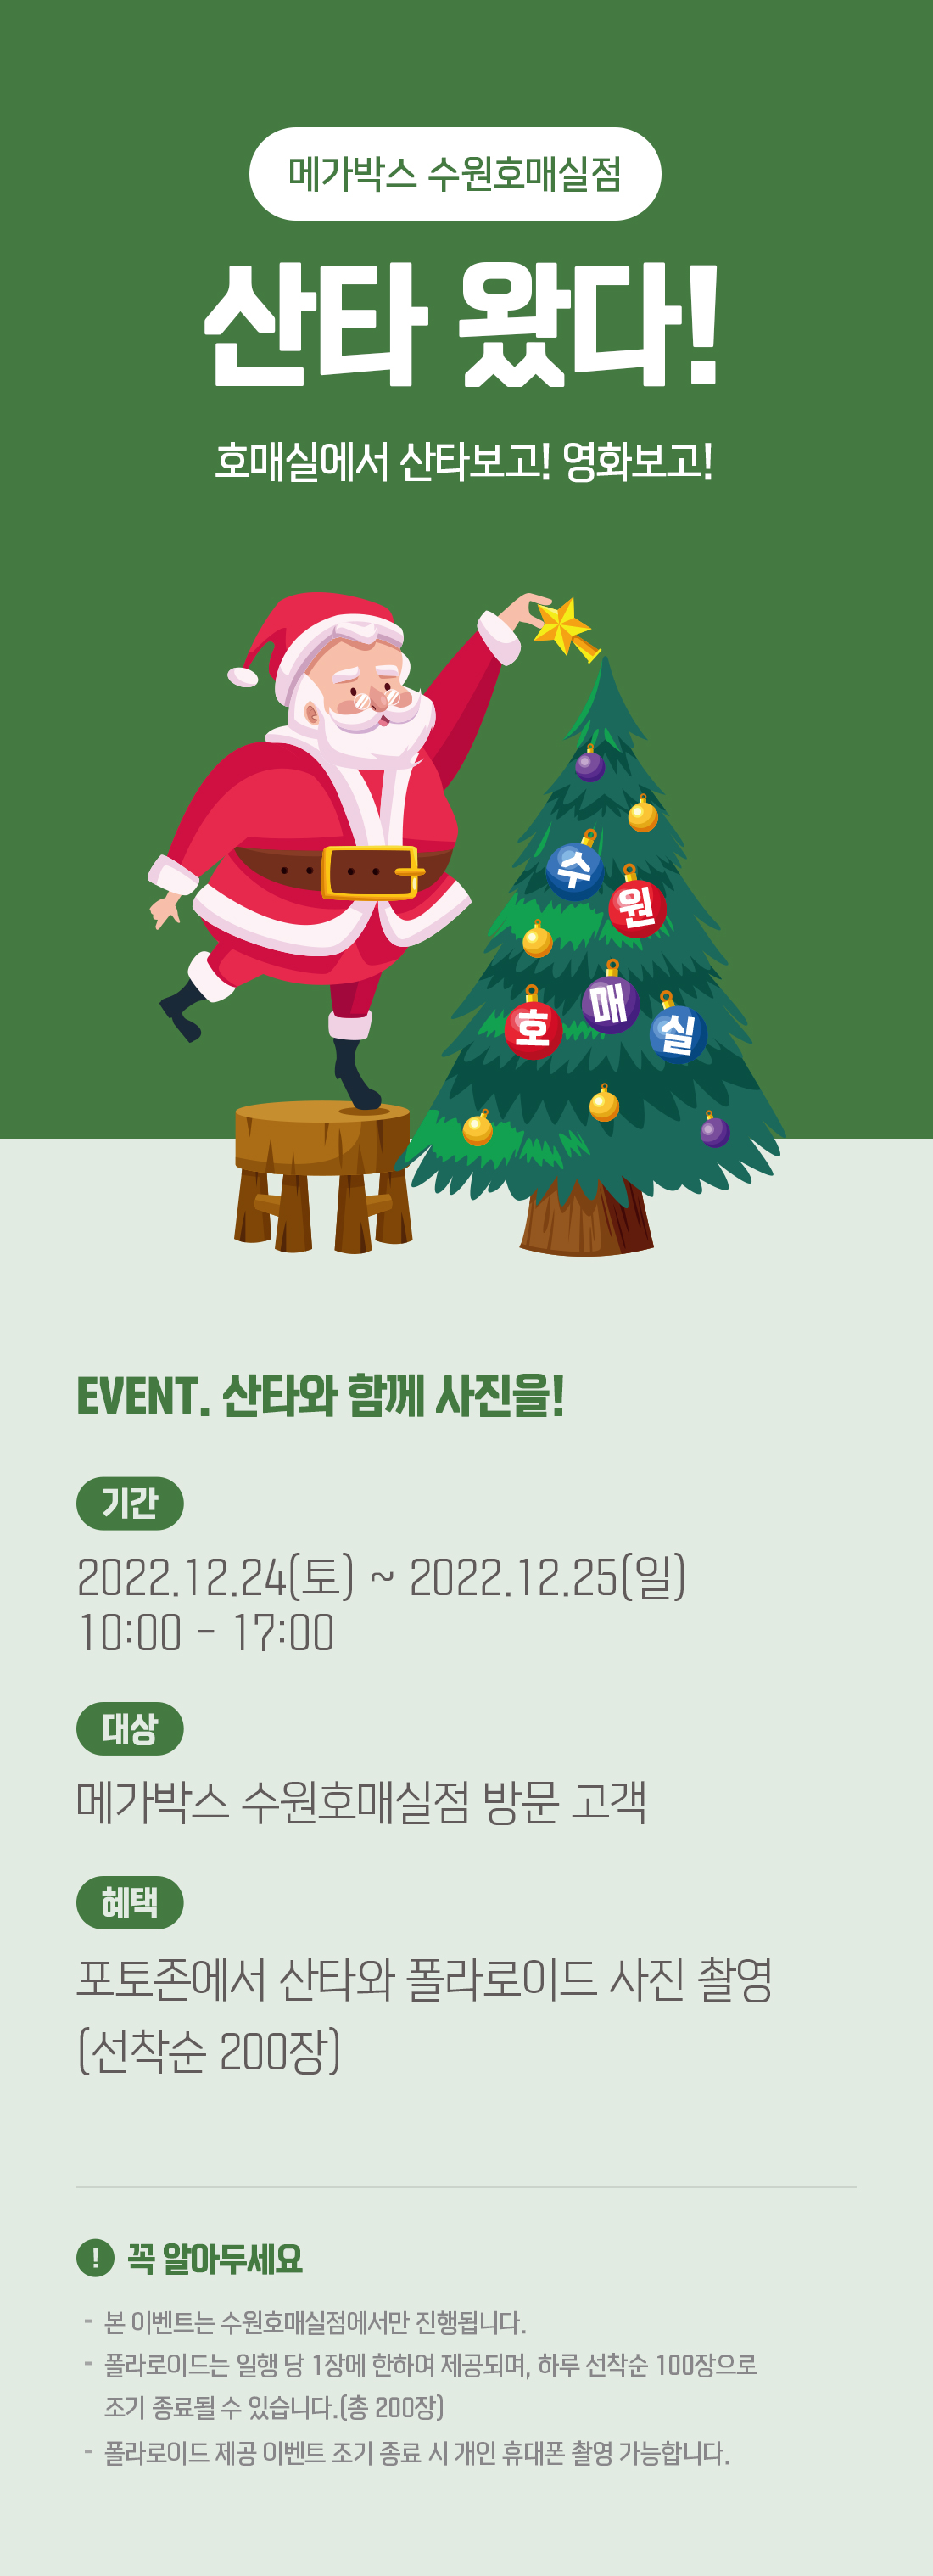 메가박스 수원호매실점
산타 왔다!
호매실에서 산타보고! 영화보고!
수
원
호
매
실
EVENT. 산타와 함께 사진을!
기간
2022.12.24(토) ~ 2022.12.25(일)
10:00 - 17:00
대상
메가박스 수원호매실점 방문 고객
혜택
포토존에서 산타와 폴라로이드 사진 촬영
(선착순 200장)
! 꼭 알아두세요
- 본 이벤트는 수원호매실점에서만 진행됩니다.
- 폴라로이드는 일행 당 1장에 한하여 제공되며, 하루 선착순 100장으로
조기 종료될 수 있습니다.(총 200장)
- 폴라로이드 제공 이벤트 조기 종료 시 개인 휴대폰 촬영 가능합니다.